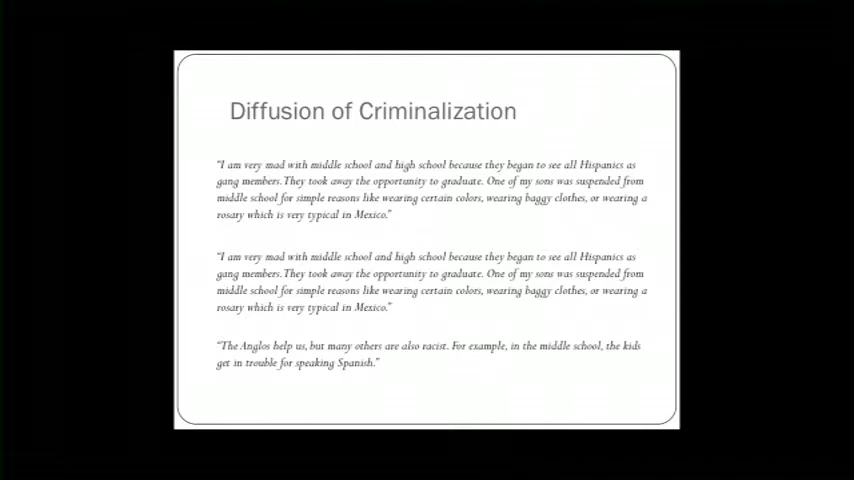 Diffusion of Criminalization
“I am very mad with middle school and high school because they began to see all Hispanics as
gang members. They took away the opportunity to graduate. One of my sons was suspended from
middle school for simple reasons like wearing certain colors, wearing baggy clothes, or wearing a
rosary which is very typical in Mexico.”
“I am very mad with middle school and high school because they began to see all Hispanics as
gang members. They took away the opportunity to graduate. One of my sons was suspended from
middle school for simple reasons like wearing certain colors, wearing baggy clothes, or wearing a
rosary which is very typical in Mexico.”
“The Anglos help us, but many others are also racist. For example, in the middle school, the kids
get in trouble for speaking Spanish.”